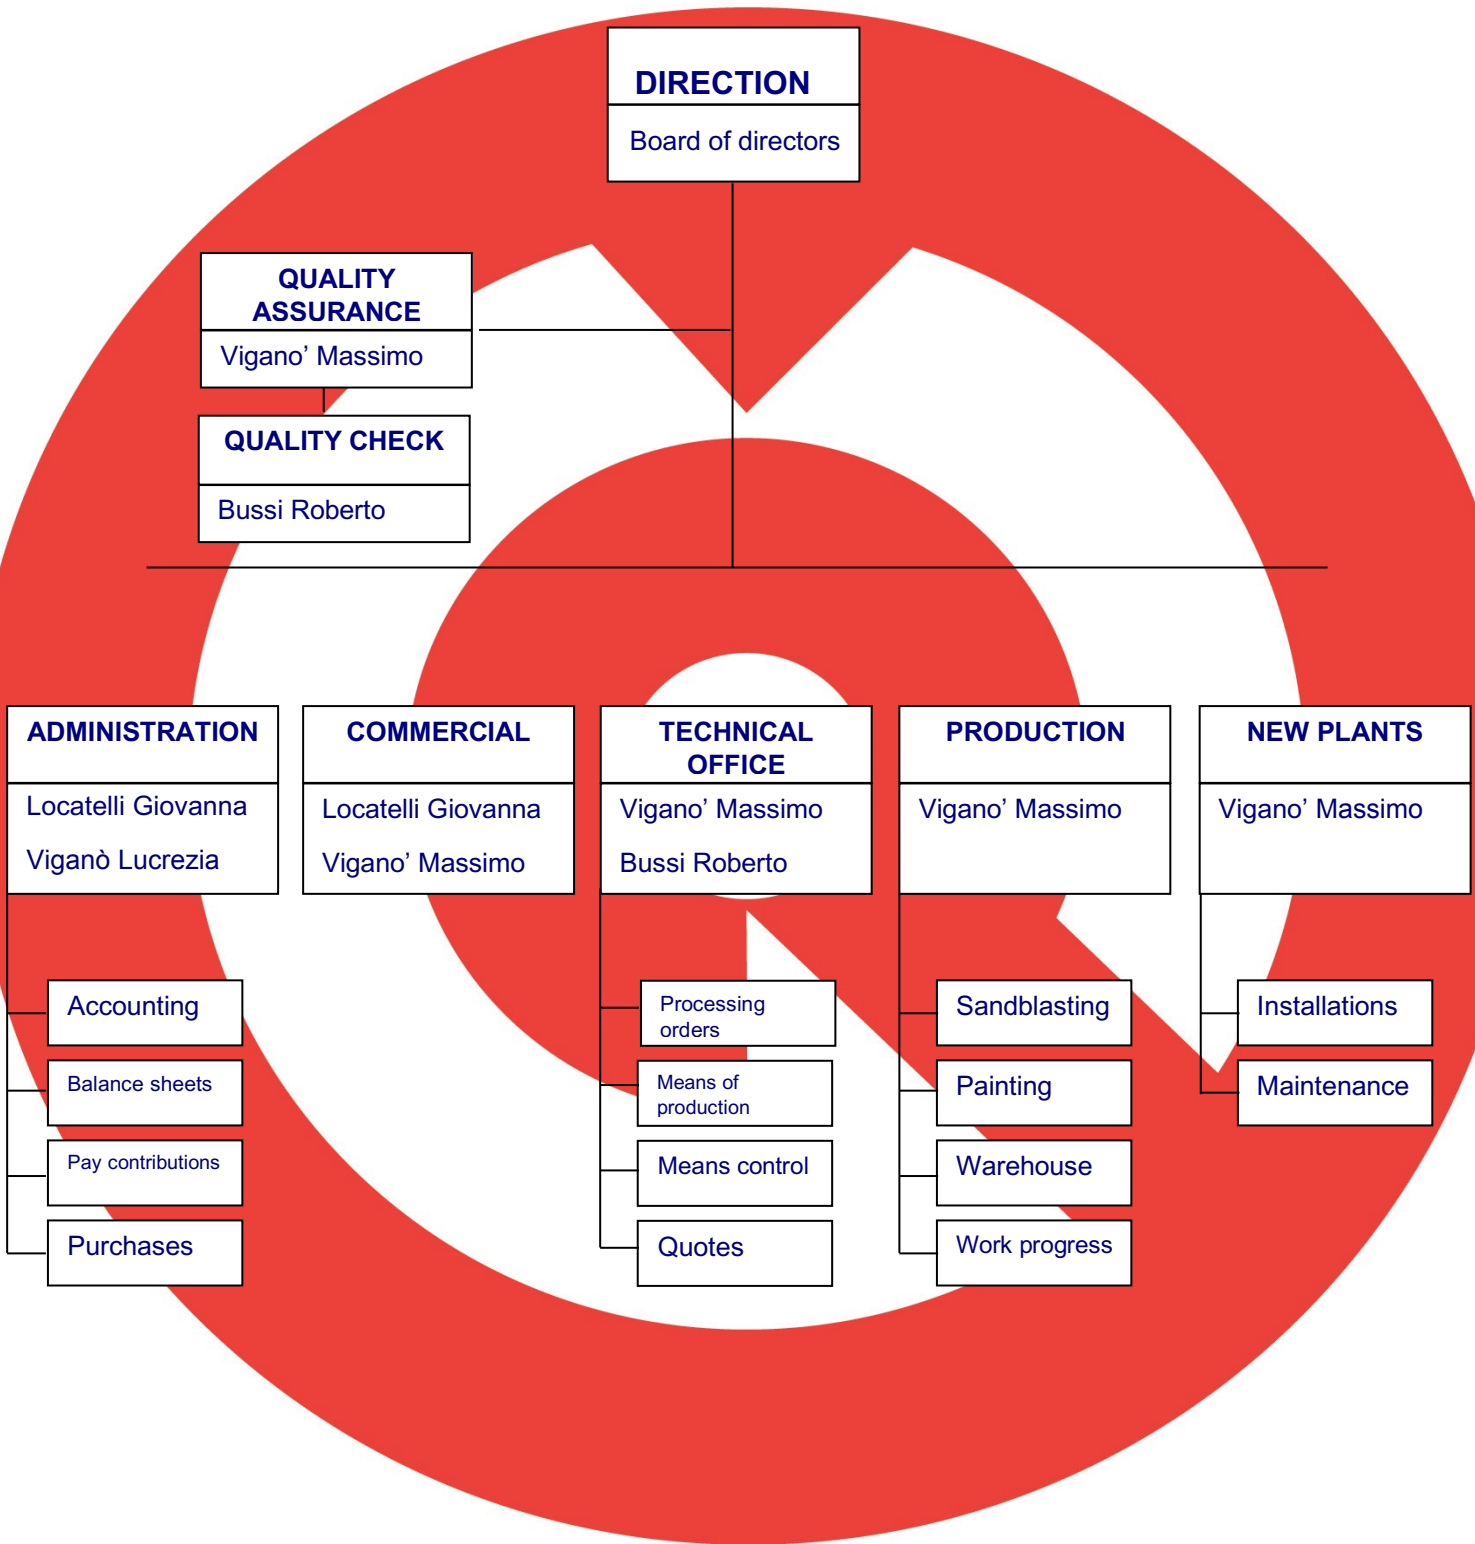 DIRECTION
Board of directors
QUALITY
ASSURANCE
Vigano’ Massimo
QUALITY CHECK
Bussi Roberto
ADMINISTRATION
Locatelli Giovanna
Viganò Lucrezia
COMMERCIAL
Locatelli Giovanna
Vigano’ Massimo
TECHNICAL
OFFICE
Vigano’ Massimo
Bussi Roberto
PRODUCTION
Vigano’ Massimo
NEW PLANTS
Vigano’ Massimo
Accounting
Balance sheets
Pay contributions
Purchases
Processing
orders
Means of
production
Means control
Quotes
Sandblasting
Painting
Warehouse
Work progress
Installations
Maintenance